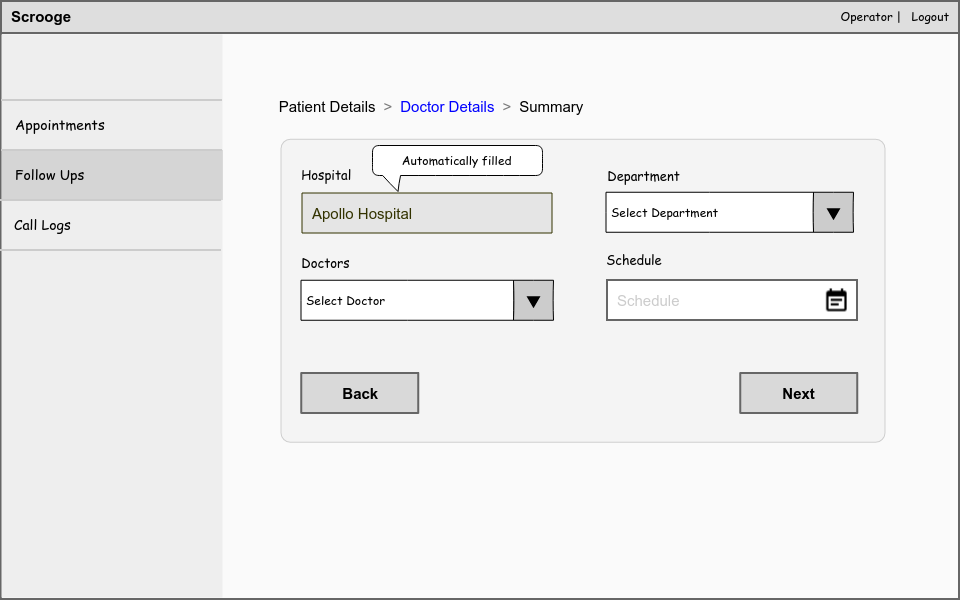 Scrooge
Operator | Logout
Appointments
Follow Ups
Call Logs
Patient Details > Doctor Details > Summary
Automatically filled
Hospital
Apollo Hospital
Department
Select Department
Doctors
Select Doctor
Schedule
Schedule
Back
Next